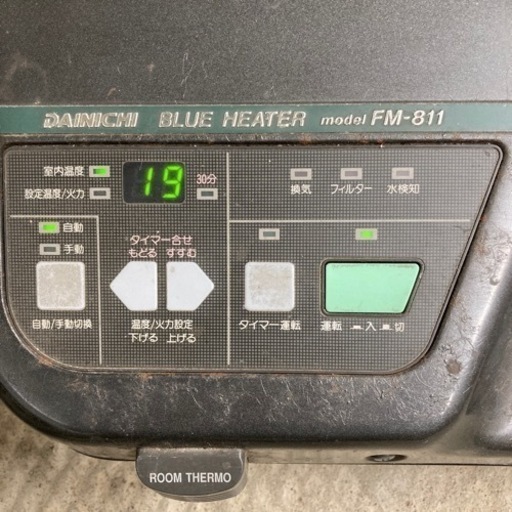 DAINICHI BLUE HEATER model FM-811
室内温度
設定温度/火力
19
30分
換気 フィルター 水検知
自動
手動
自動/手動切換
タイマー合せ
もどる すすむ
温度/火力設定
下げる 上げる
タイマー運転
運転 入 切
ROOM THERMO